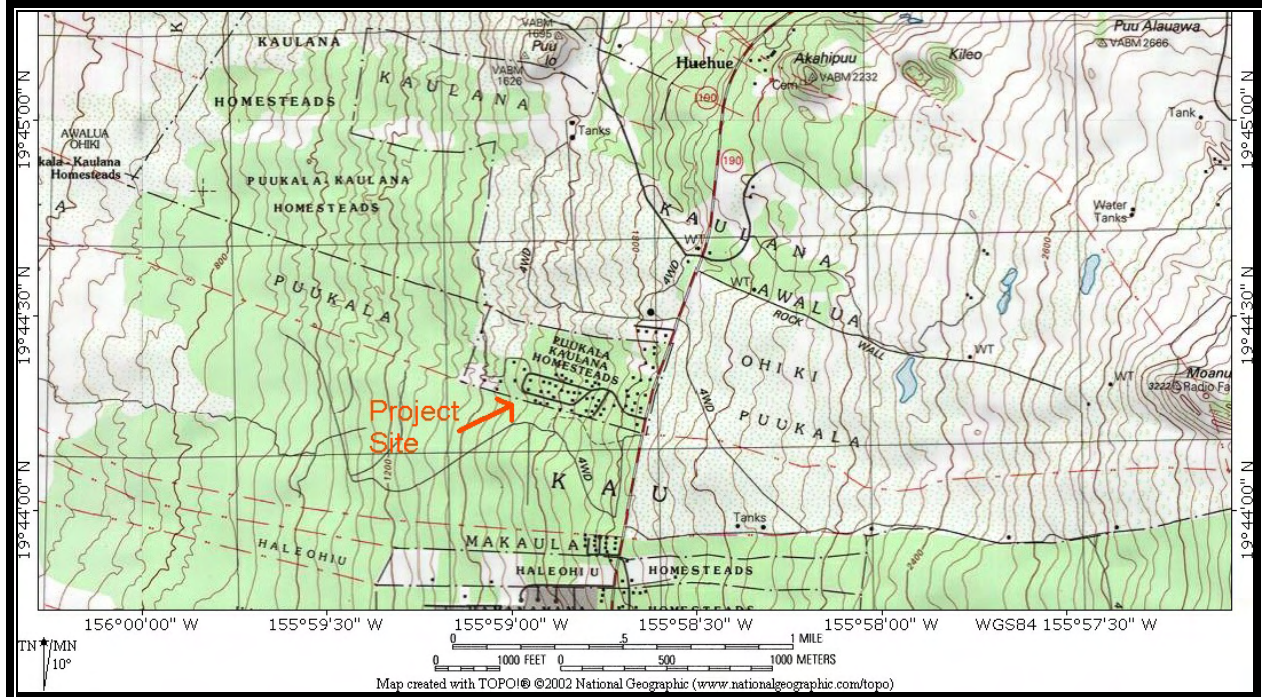 VABM
1695
Puu
Io
VABM
1626
KAULANA
HOMESTEADS
KAULANA
K
Huehue
Akahipuu
VABM 2232
Cem
Kileo
Puu Alauawa
VABM 2666
190
190
Tank
Tanks
AWALUA
OHIKI
kala-Kaulana
Homesteads
A
PUUKALA-KAULANA
HOMESTEADS
Water
Tanks
KAULANA
WT
1800
4WD
4WD
800
2600
PUUKALA
WT
AWALUA
ROCK
WALL
WT
PUUKALA
KAULANA
HOMESTEADS
OHIKI
WT
Moanu
3222
Radio Fa
4WD
PUUKALA
Project
Site
1200
4WD
KAU
Tanks
MAKAULA
HALEOHIU
HALEOHIU HOMESTEADS
2400
HOMESTEADS
19°45'00" N
19°44'30" N
19°44'00" N
19°45'00" N
19°44'30" N
19°44'00" N
156°00'00" W 155°59'30" W 155°59'00" W 155°58'30" W 155°58'00" W WGS84 155°57'30" W
TN MN
10°
0 .5 1 MILE
0 1000 FEET 0 500 1000 METERS
Map created with TOPO!® ©2002 National Geographic (www.nationalgeographic.com/topo)